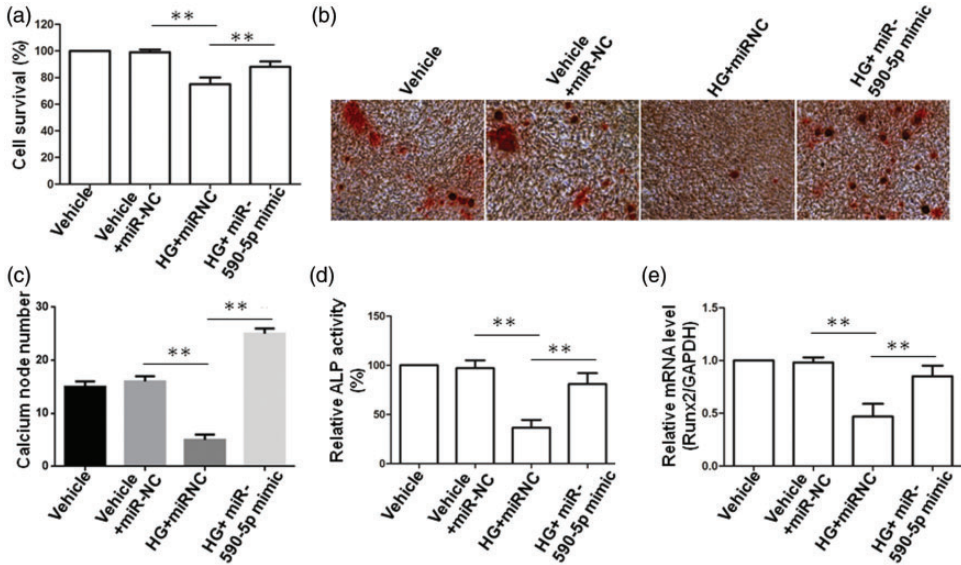 (a)
Cell survival (%)
120
100
80
60
40
20
0
**
**
Vehicle
Vehicle
+miR-NC
HG+miRNC
HG+ miR-
590-5p mimic
(b)
Vehicle
Vehicle
+miR-NC
HG+miRNC
HG+ miR-
590-5p mimic
(c)
Calcium node number
30
20
10
0
**
**
Vehicle
Vehicle
+miR-NC
HG+miRNC
HG+ miR-
590-5p mimic
(d)
Relative ALP activity
(%)
150
100
50
0
**
**
Vehicle
Vehicle
+miR-NC
HG+miRNC
HG+ miR-
590-5p mimic
(e)
Relative mRNA level
(Runx2/GAPDH)
1.5
1.0
0.5
0.0
**
**
Vehicle
Vehicle
+miR-NC
HG+miRNC
HG+ miR-
590-5p mimic